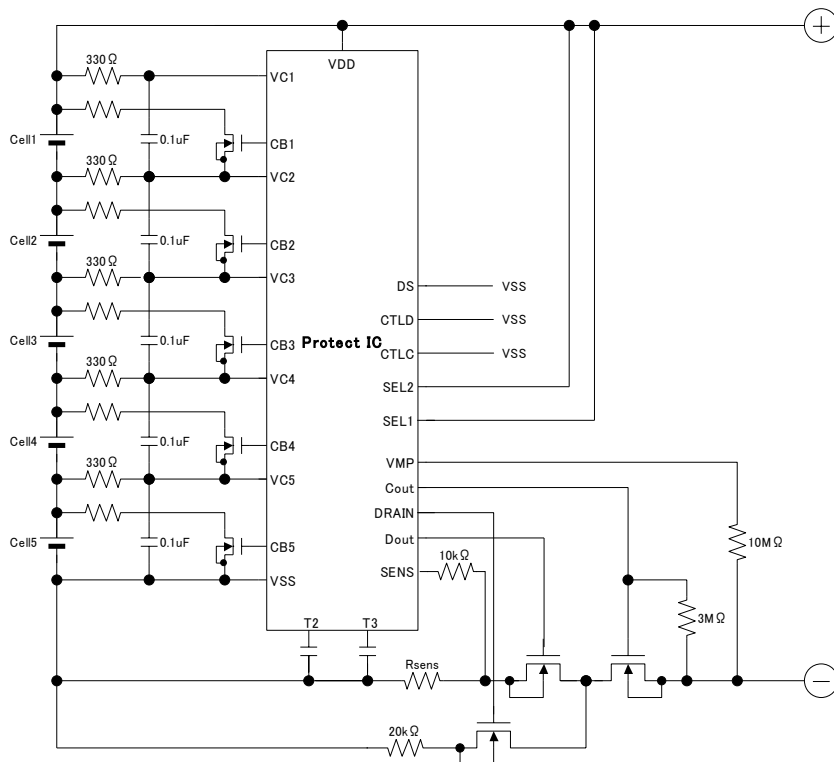 +
VDD
330Ω
VC1
Cell1
0.1uF
CB1
330Ω
VC2
Cell2
0.1uF
CB2
330Ω
VC3
DS
VSS
CTLD
VSS
Cell3
0.1uF
CB3
Protect IC
CTLC
VSS
330Ω
VC4
SEL2
SEL1
Cell4
0.1uF
CB4
VMP
330Ω
VC5
Cout
DRAIN
Cell5
0.1uF
CB5
Dout
10kΩ
10MΩ
VSS
SENS
3MΩ
T2
T3
Rsens
−
20kΩ